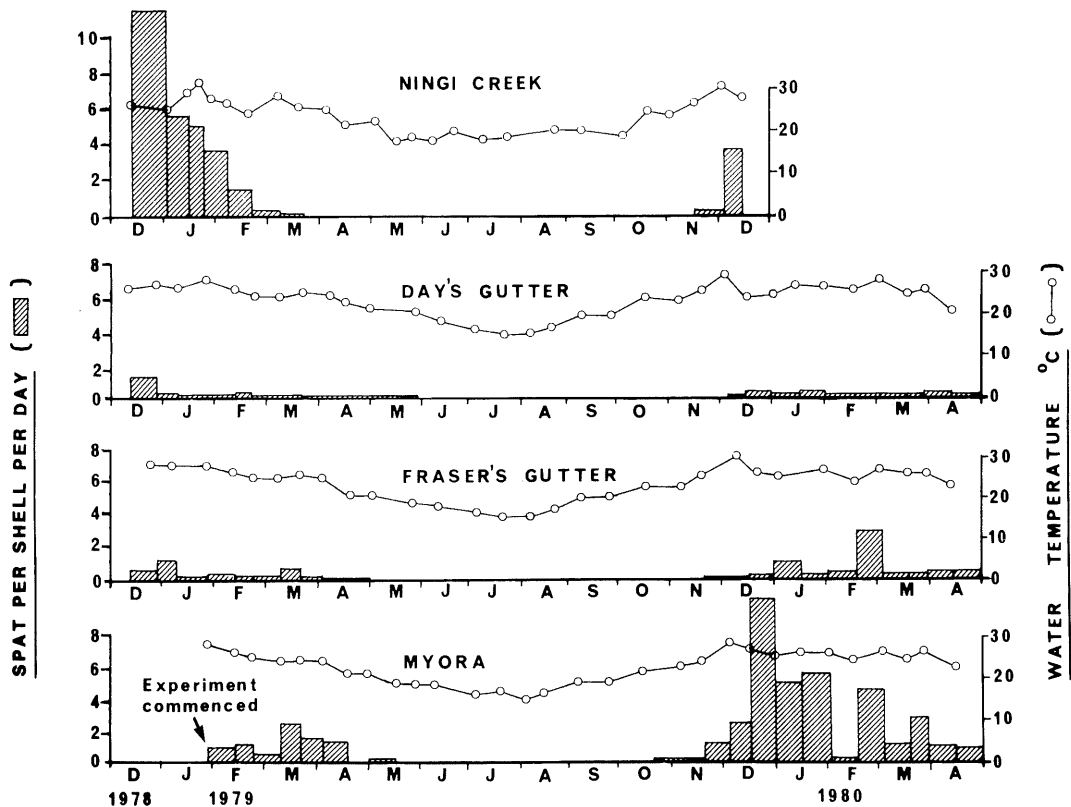 SPAT PER SHELL PER DAY ( )
WATER TEMPERATURE °C ( )
NINGI CREEK
10
8
6
4
2
0
30
20
10
0
D J F M A M J J A S O N D
DAY'S GUTTER
8
6
4
2
0
30
20
10
0
D J F M A M J J A S O N D J F M A
FRASER'S GUTTER
8
6
4
2
0
30
20
10
0
D J F M A M J J A S O N D J F M A
MYORA
Experiment
commenced
8
6
4
2
0
30
20
10
0
D J F M A M J J A S O N D J F M A
1978 1979 1980